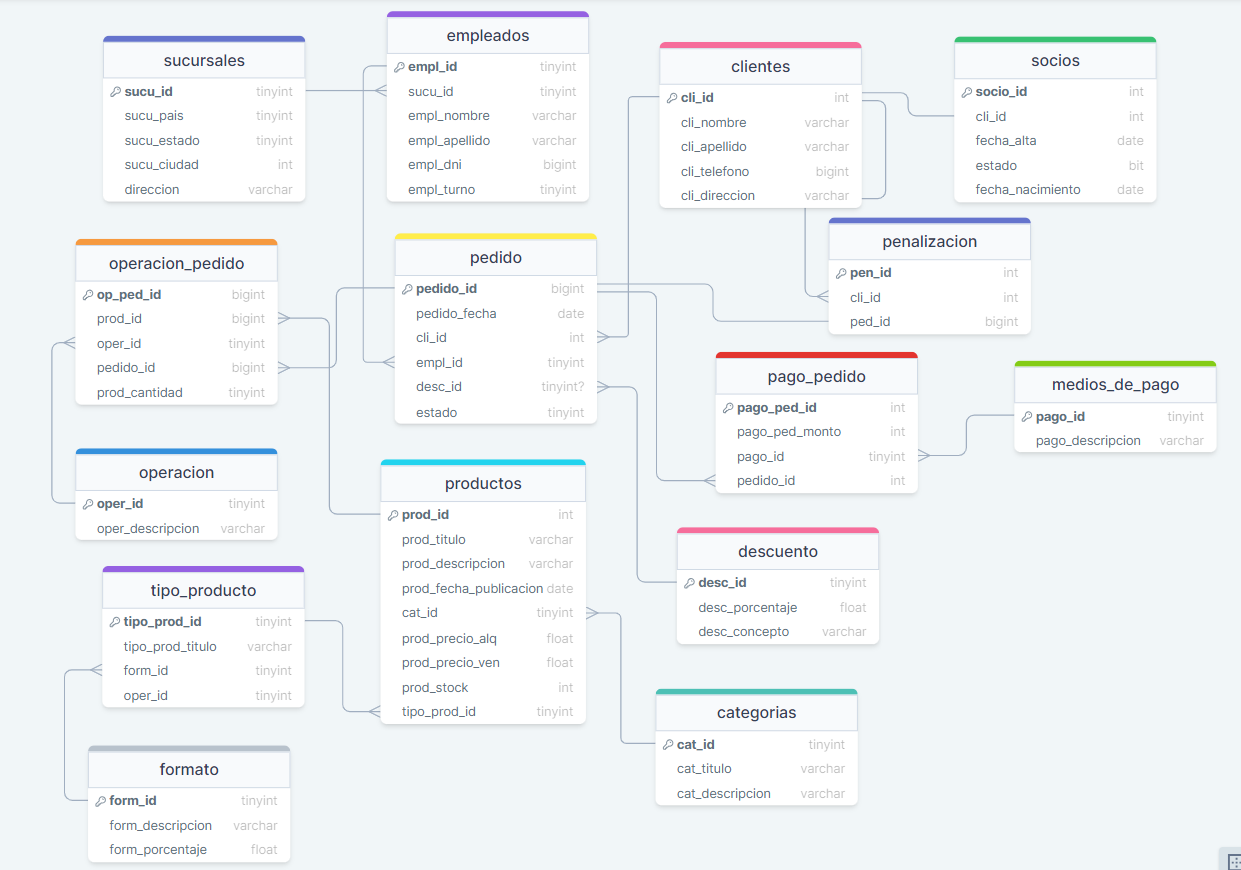 sucursales
sucu_id tinyint
sucu_pais tinyint
sucu_estado tinyint
sucu_ciudad int
direccion varchar
empleados
empl_id tinyint
sucu_id tinyint
empl_nombre varchar
empl_apellido varchar
empl_dni bigint
empl_turno tinyint
clientes
cli_id int
cli_nombre varchar
cli_apellido varchar
cli_telefono bigint
cli_direccion varchar
socios
socio_id int
cli_id int
fecha_alta date
estado bit
fecha_nacimiento date
operacion_pedido
op_ped_id bigint
prod_id bigint
oper_id tinyint
pedido_id bigint
prod_cantidad tinyint
pedido
pedido_id bigint
pedido_fecha date
cli_id int
empl_id tinyint
desc_id tinyint?
estado tinyint
penalizacion
pen_id int
cli_id int
ped_id bigint
pago_pedido
pago_ped_id int
pago_ped_monto int
pago_id tinyint
pedido_id int
medios_de_pago
pago_id tinyint
pago_descripcion varchar
operacion
oper_id tinyint
oper_descripcion varchar
productos
prod_id int
prod_titulo varchar
prod_descripcion varchar
prod_fecha_publicacion date
cat_id tinyint
prod_precio_alq float
prod_precio_ven float
prod_stock int
tipo_prod_id tinyint
descuento
desc_id tinyint
desc_porcentaje float
desc_concepto varchar
tipo_producto
tipo_prod_id tinyint
tipo_prod_titulo varchar
form_id tinyint
oper_id tinyint
categorias
cat_id tinyint
cat_titulo varchar
cat_descripcion varchar
formato
form_id tinyint
form_descripcion varchar
form_porcentaje float